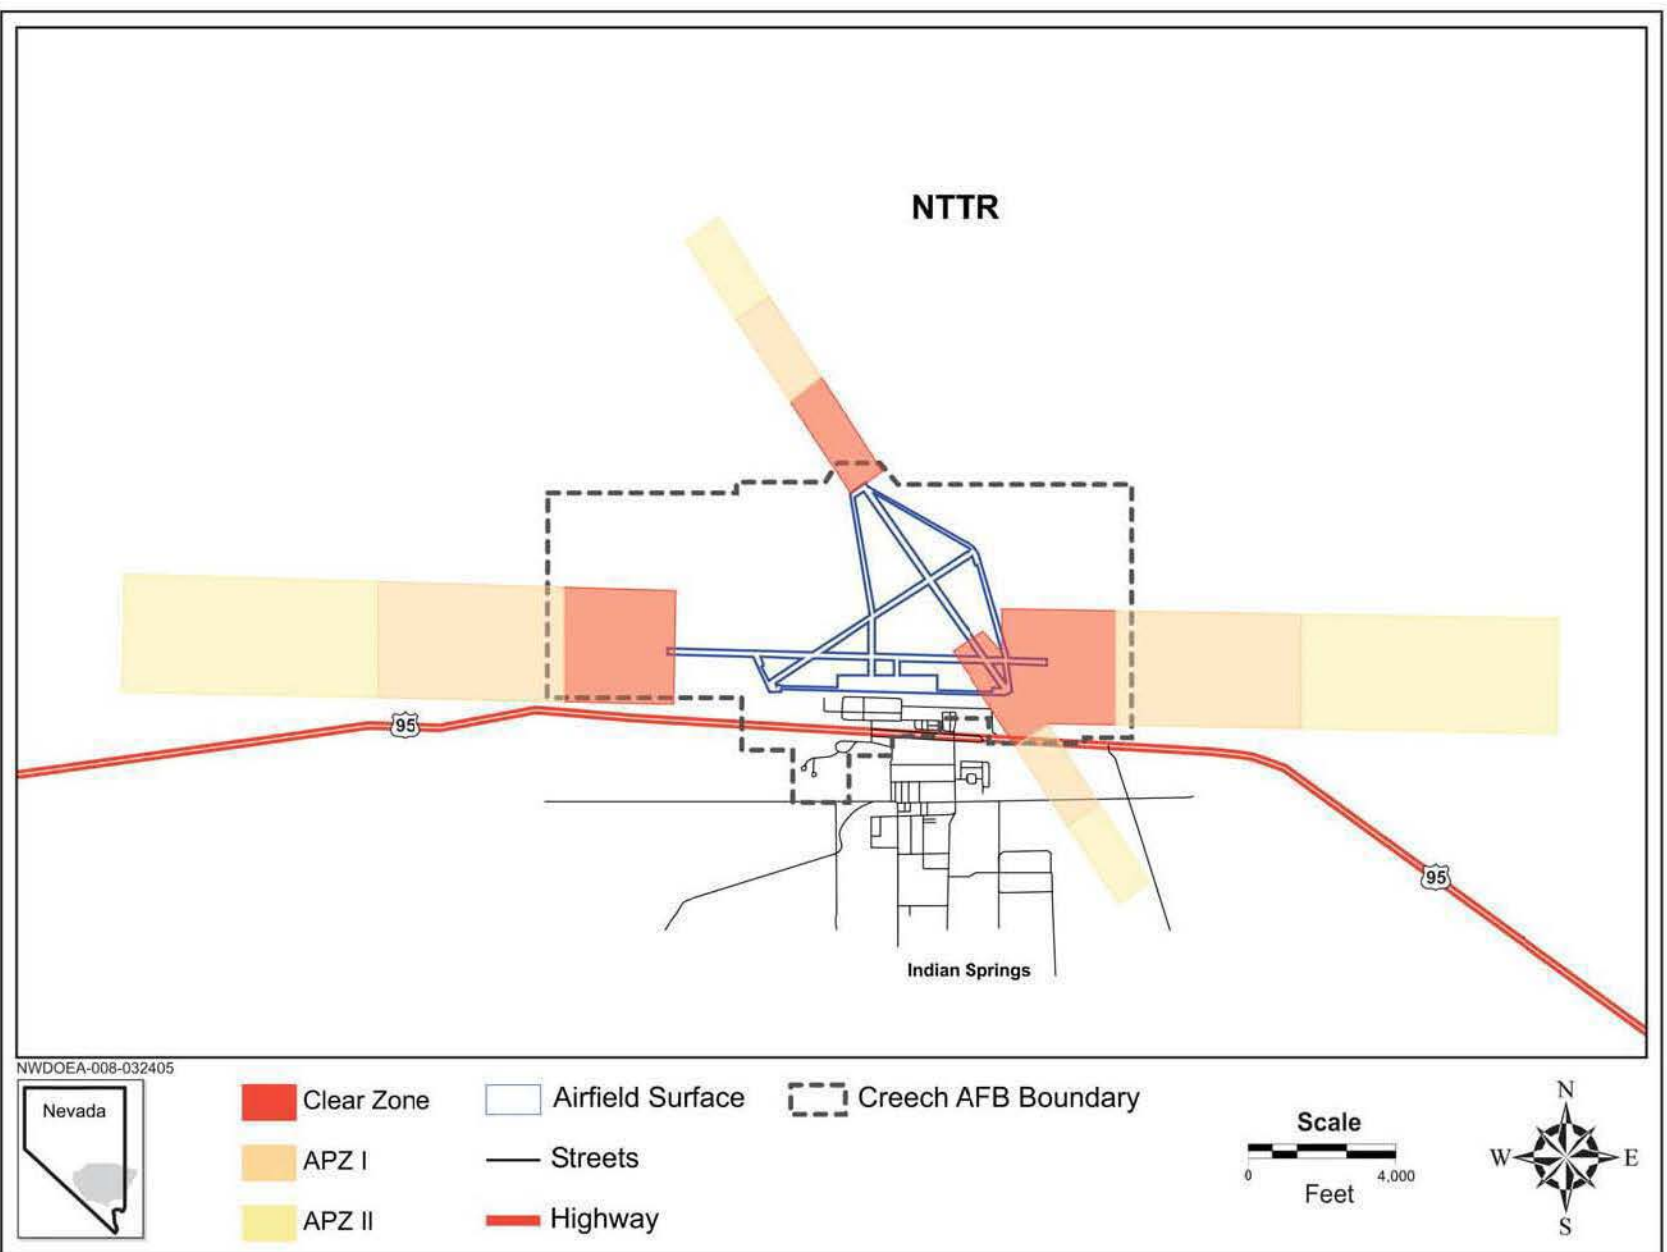 NTTR
95
95
Indian Springs
NWDOEA-008-032405
Nevada
Clear Zone
APZ I
APZ II
Airfield Surface
Streets
Highway
Creech AFB Boundary
Scale
0 4,000
Feet
N
W E
S